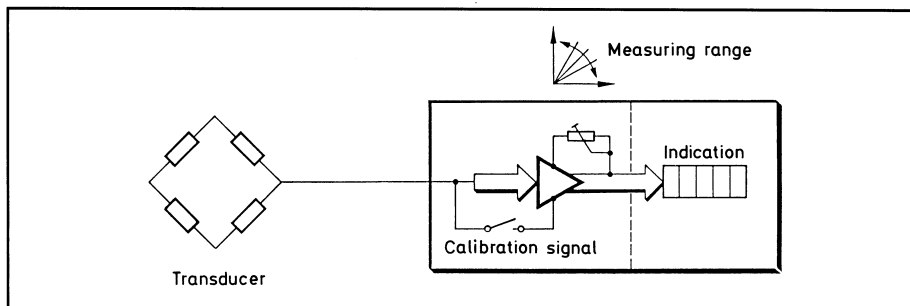 Measuring range
Indication
Calibration signal
Transducer